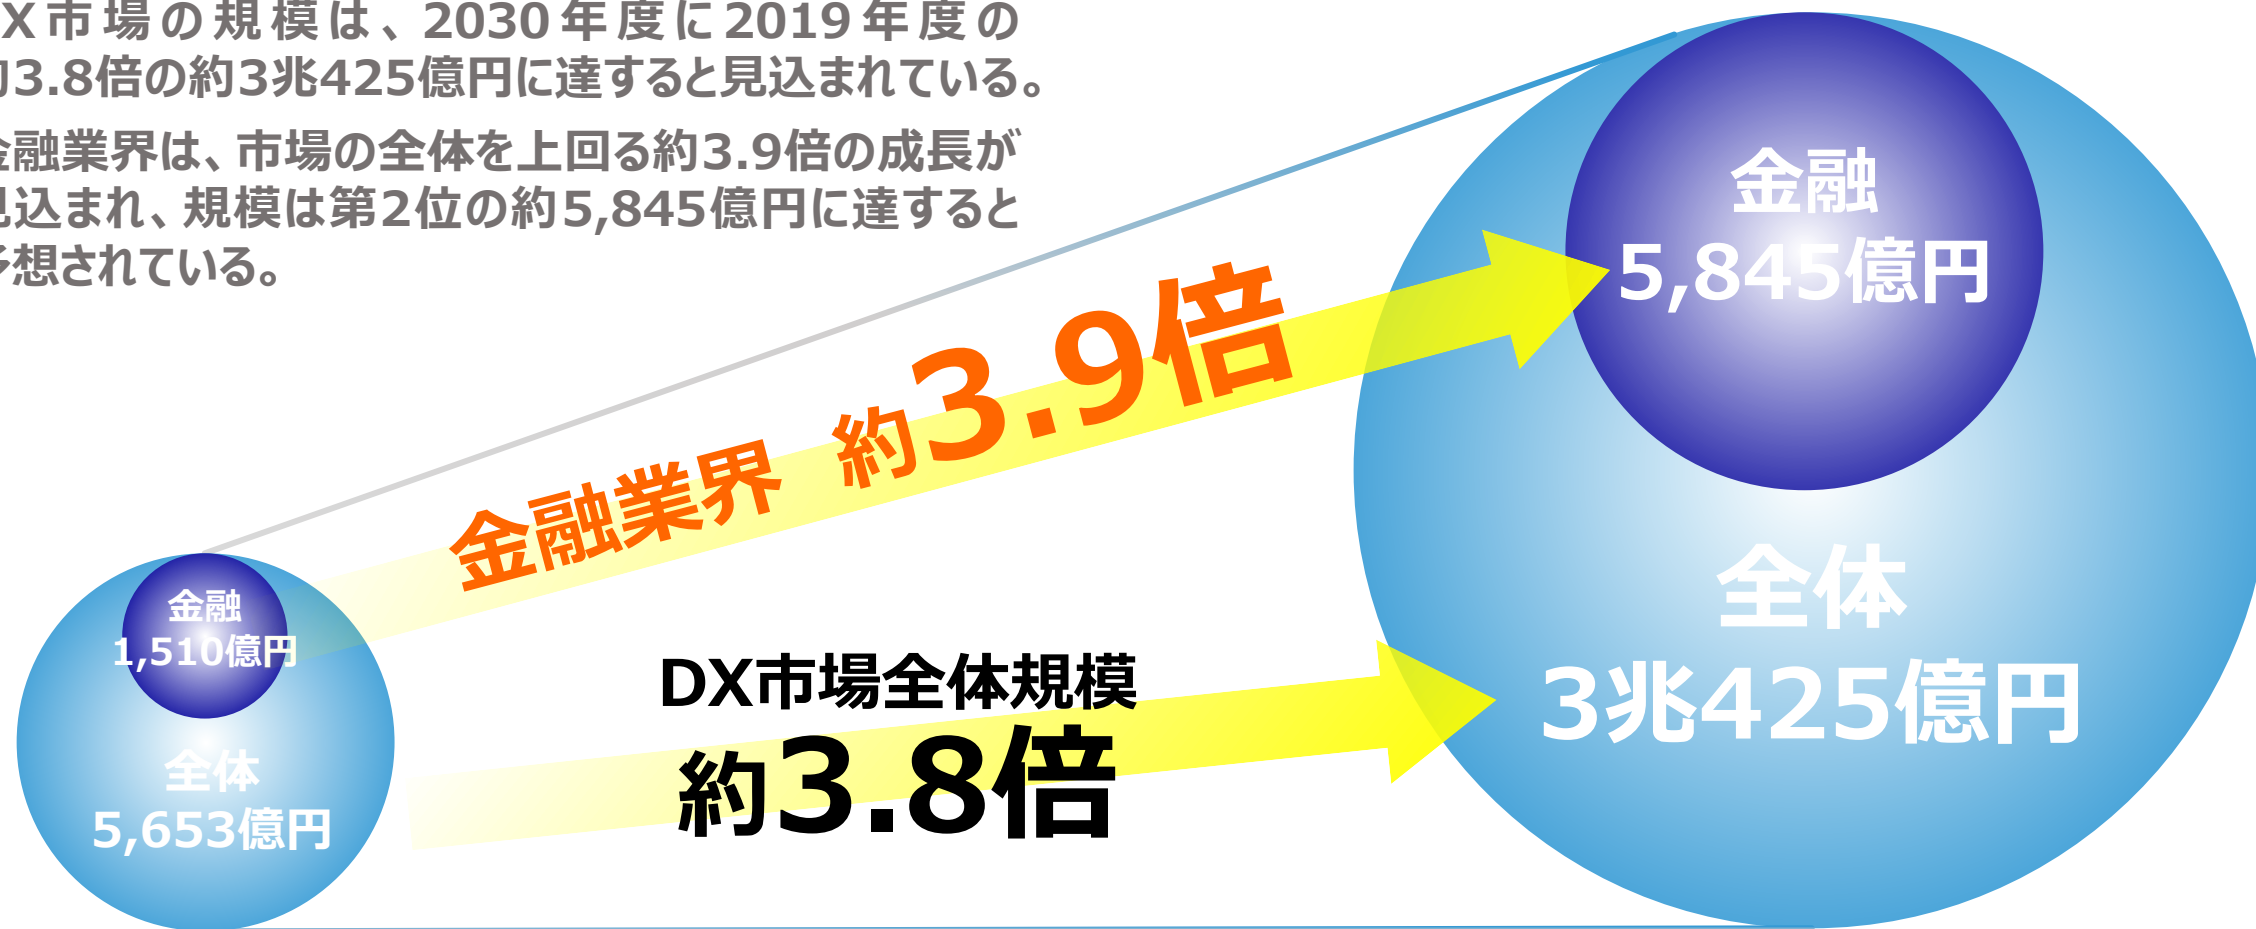 X市場の規模は、2030年度に2019年度の
3.8倍の約3兆425億円に達すると見込まれている。
金融業界は、市場の全体を上回る約3.9倍の成長が
見込まれ、規模は第2位の約5,845億円に達すると
予想されている。
金融
5,845億円
金融業界 約3.9倍
全体
3兆425億円
金融
1,510億円
全体
5,653億円
DX市場全体規模
約3.8倍